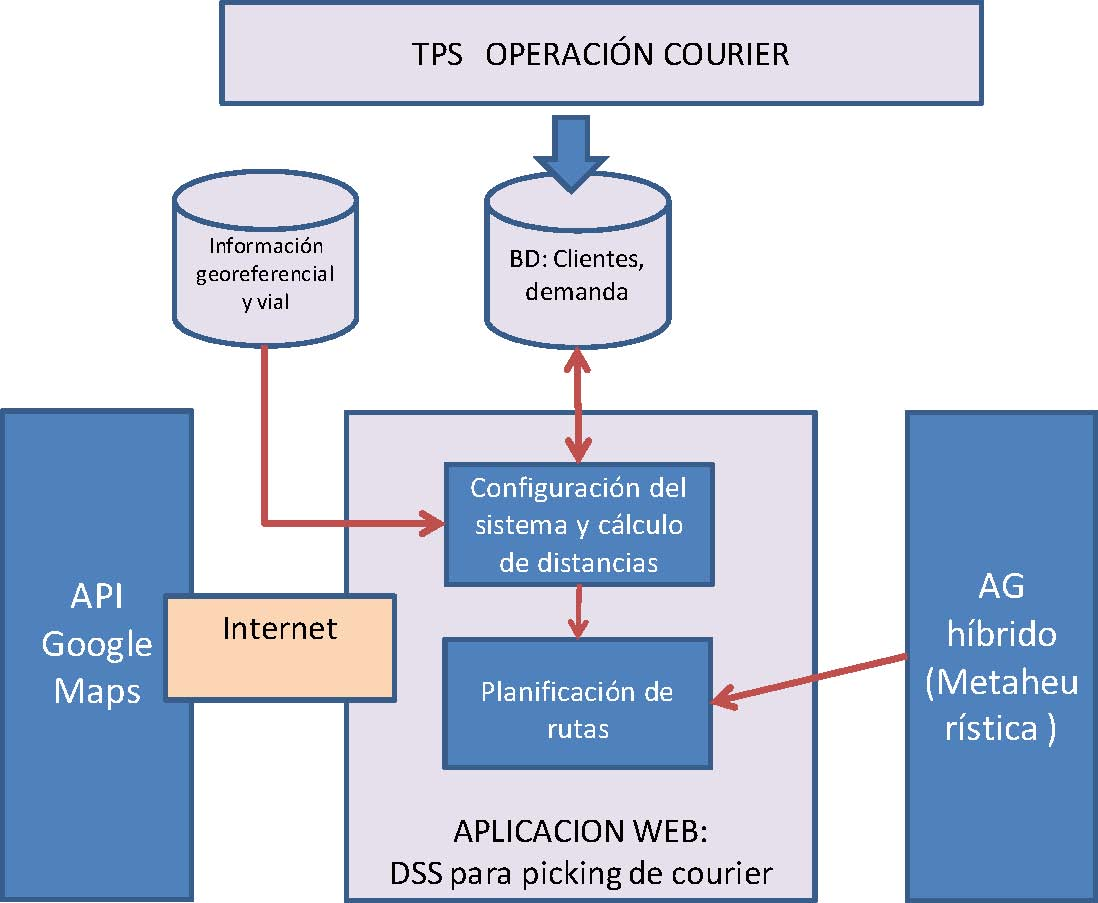 TPS OPERACIÓN COURIER
Información
georeferencial
y vial
BD: Clientes,
demanda
Configuración del
sistema y cálculo
de distancias
API
Google
Maps
Internet
Planificación de
rutas
AG
híbrido
(Metaheu
rística )
APLICACION WEB:
DSS para picking de courier